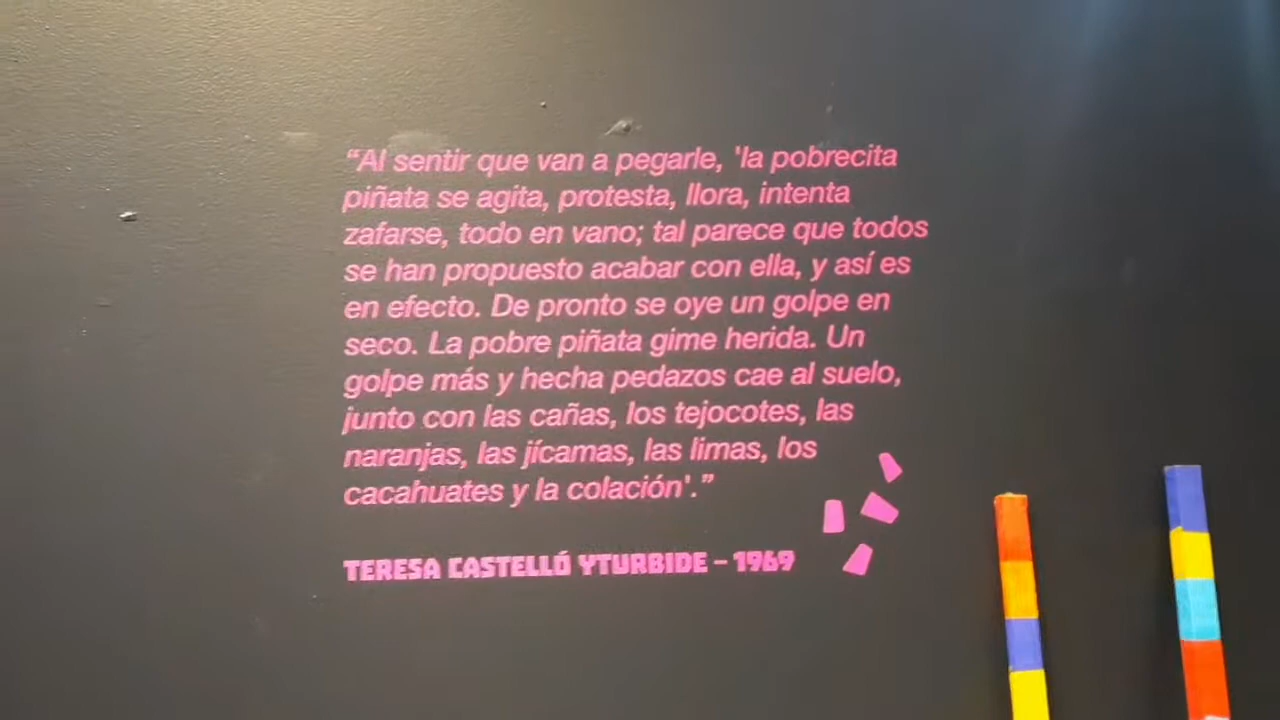 “Al sentir que van a pegarle, 'la pobrecita
piñata se agita, protesta, llora, intenta
zafarse, todo en vano; tal parece que todos
se han propuesto acabar con ella, y así es
en efecto. De pronto se oye un golpe en
seco. La pobre piñata gime herida. Un
golpe más y hecha pedazos cae al suelo,
junto con las cañas, los tejocotes, las
naranjas, las jícamas, las limas, los
cacahuates y la colación'.”
TERESA CASTELLÓ YTURBIDE – 1969